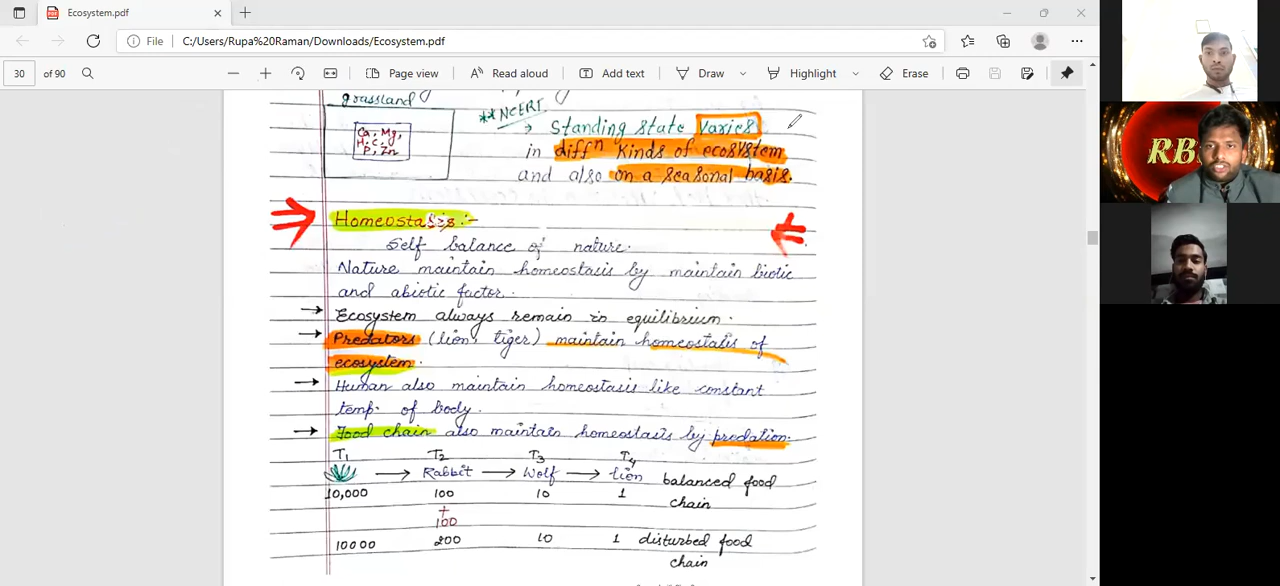 Ecosystem.pdf
File
C:/Users/Rupa%20Raman/Downloads/Ecosystem.pdf
30 of 90
Page view
Read aloud
Add text
Draw
Highlight
Erase
grassland
**NCERT.
Ca, Mg,
H, C,
P, Zn
→ Standing state varies
in diffⁿ kinds of ecosystem
and also on a seasonal basis.
Homeostasis :-
Self balance of nature.
Nature maintain homeostasis by maintain biotic
and abiotic factor.
→ Ecosystem always remain in equilibrium.
→ Predators (lion, tiger) maintain homeostasis of
ecosystem.
→ Human also maintain homeostasis like constant
temp. of body.
→ Food chain also maintain homeostasis by predation.
T1 T2 T3 T4
→ Rabbit → Wolf → lion balanced food
10,000 100 10 1 chain
+
100
10000 200 10 1 disturbed food
chain
RB